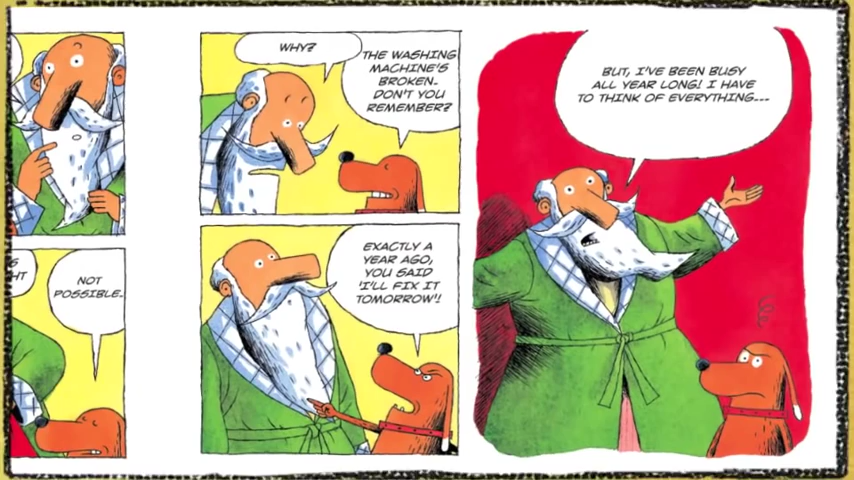 NOT
POSSIBLE.
WHY?
THE WASHING
MACHINE'S
BROKEN.
DON'T YOU
REMEMBER?
EXACTLY A
YEAR AGO,
YOU SAID
'I'LL FIX IT
TOMORROW'!
BUT, I'VE BEEN BUSY
ALL YEAR LONG! I HAVE
TO THINK OF EVERYTHING...